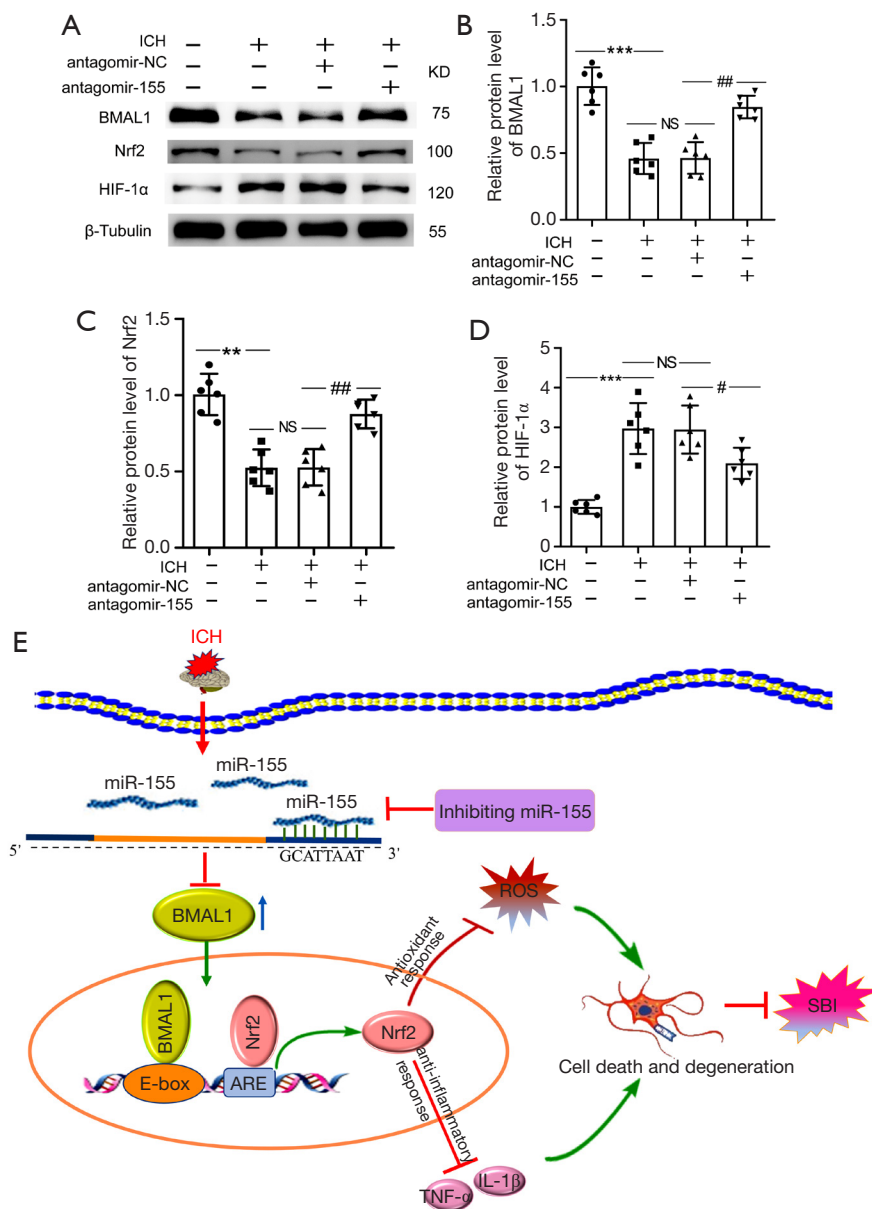 A
ICH − + + +
antagomir-NC − − + −
antagomir-155 − − − +
KD
BMAL1 75
Nrf2 100
HIF-1α 120
β-Tubulin 55
B
Relative protein level
of BMAL1
1.5
1.0
0.5
0.0
***
NS
##
ICH − + + +
antagomir-NC − − + −
antagomir-155 − − − +
C
Relative protein level of Nrf2
1.5
1.0
0.5
0.0
**
NS
##
ICH − + + +
antagomir-NC − − + −
antagomir-155 − − − +
D
Relative protein level
of HIF-1α
5
4
3
2
1
0
***
NS
#
ICH − + + +
antagomir-NC − − + −
antagomir-155 − − − +
E
ICH
miR-155
miR-155
miR-155
Inhibiting miR-155
5'
GCATTAAT
3'
BMAL1
BMAL1
E-box
Nrf2
ARE
Nrf2
Antioxidant
response
ROS
anti-inflammatory
response
TNF-α
IL-1β
Cell death and degeneration
SBI